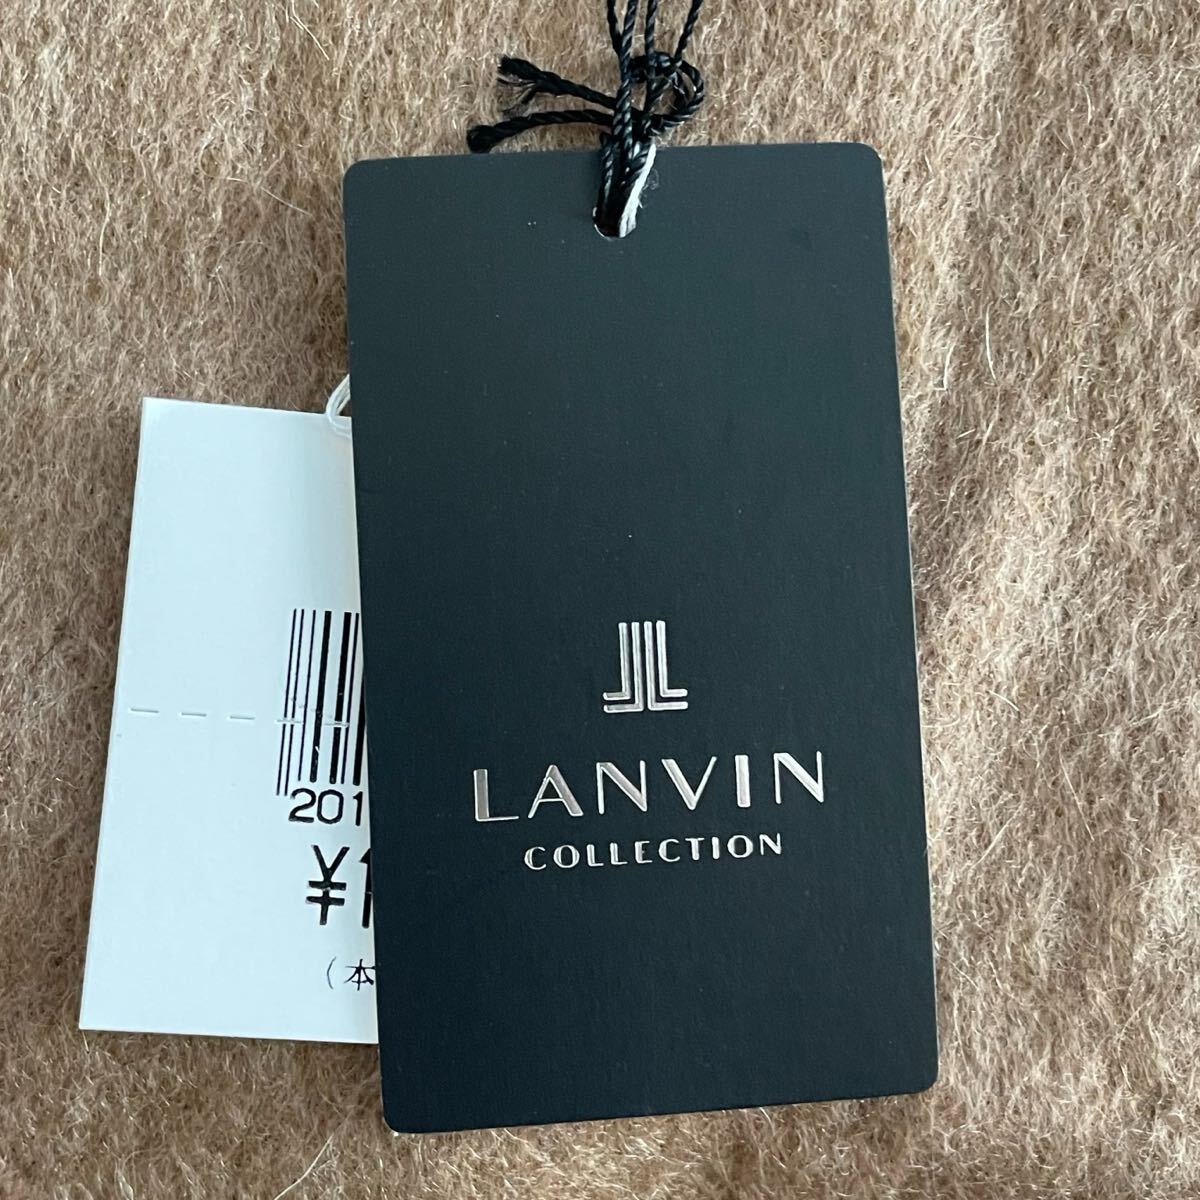 LANVIN
COLLECTION
201
¥1
(本